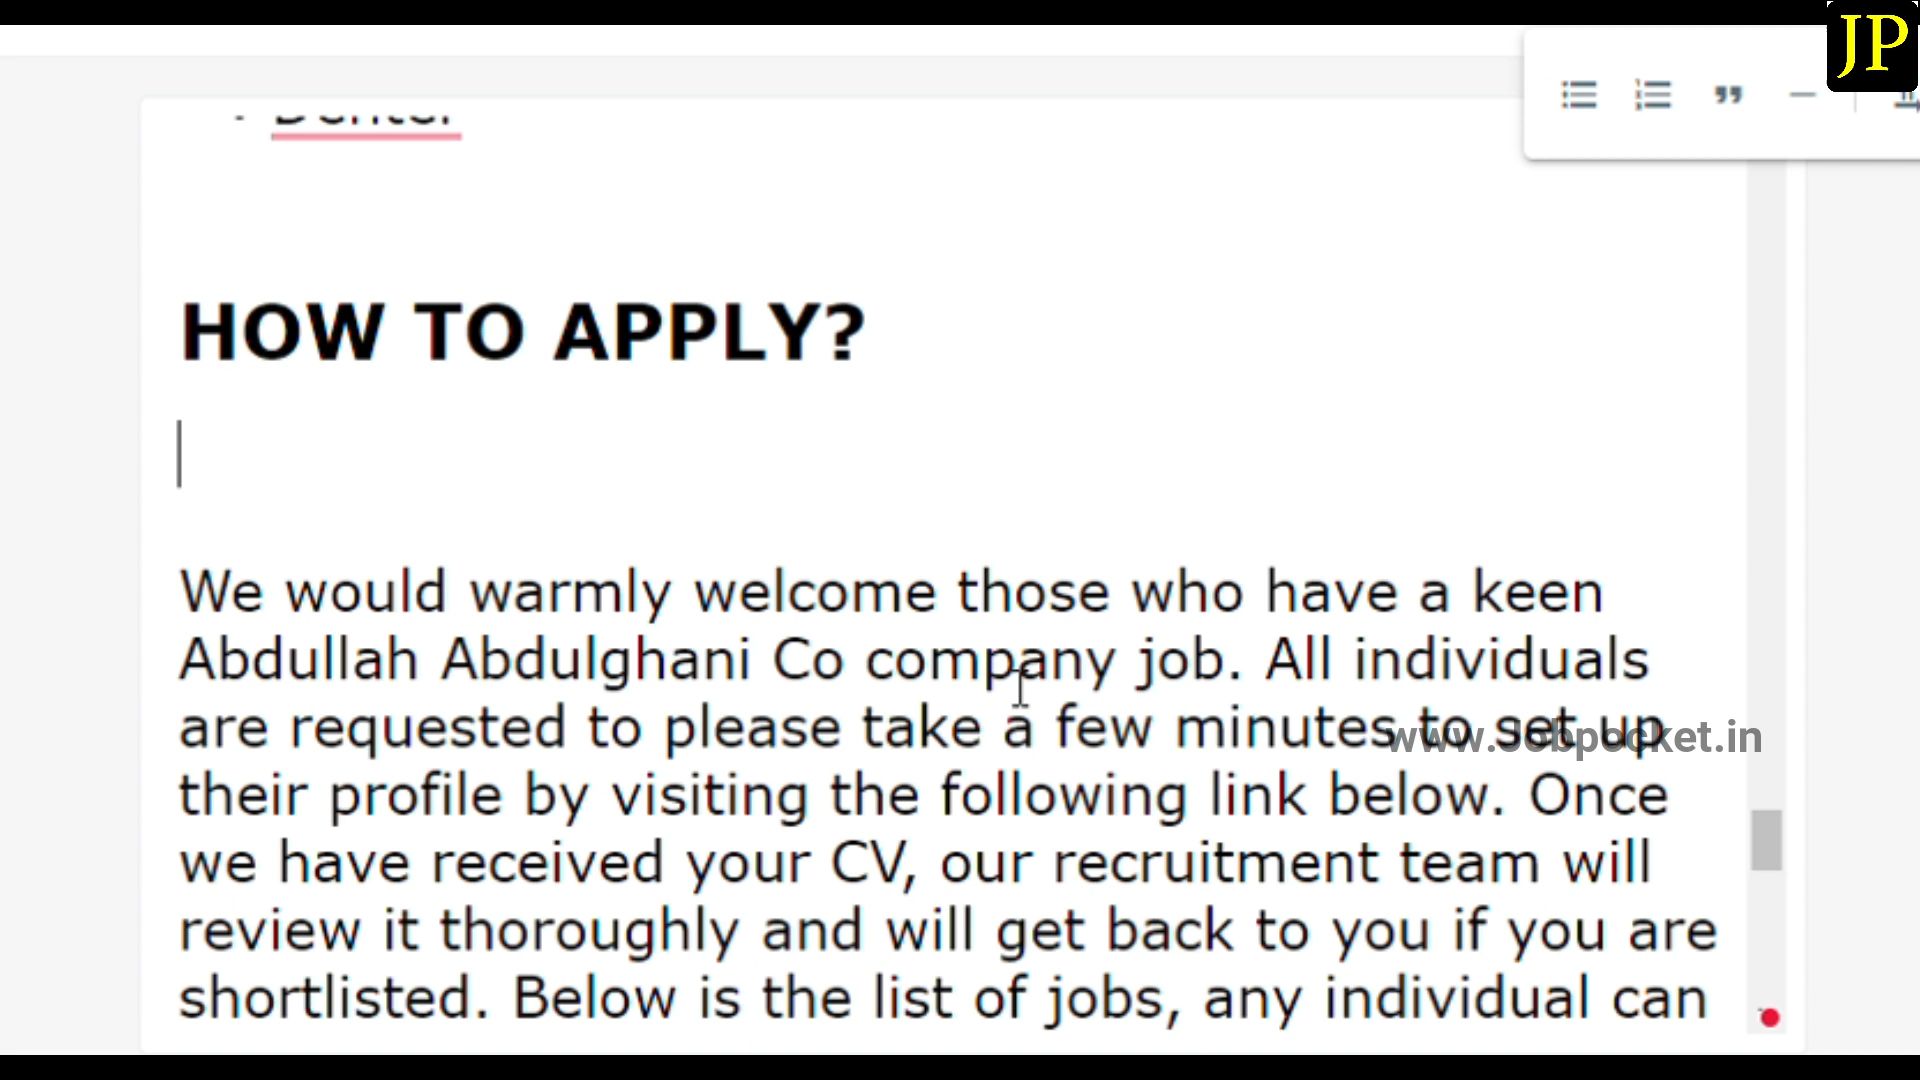 JP
HOW TO APPLY?
We would warmly welcome those who have a keen
Abdullah Abdulghani Co company job. All individuals
are requested to please take a few minutes to set up
www.Jobpocket.in
their profile by visiting the following link below. Once
we have received your CV, our recruitment team will
review it thoroughly and will get back to you if you are
shortlisted. Below is the list of jobs, any individual can